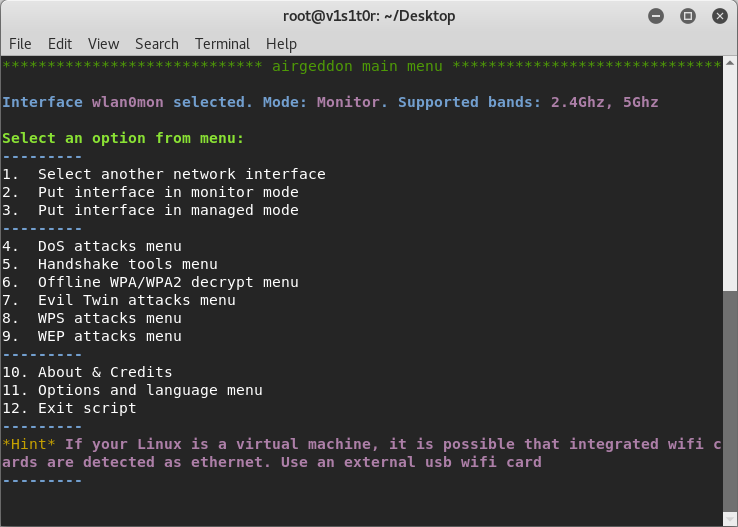 root@v1s1t0r: ~/Desktop
File Edit View Search Terminal Help
***************************** airgeddon main menu ******************************
Interface wlan0mon selected. Mode: Monitor. Supported bands: 2.4Ghz, 5Ghz
Select an option from menu:
---------
1.  Select another network interface
2.  Put interface in monitor mode
3.  Put interface in managed mode
---------
4.  DoS attacks menu
5.  Handshake tools menu
6.  Offline WPA/WPA2 decrypt menu
7.  Evil Twin attacks menu
8.  WPS attacks menu
9.  WEP attacks menu
---------
10. About & Credits
11. Options and language menu
12. Exit script
---------
*Hint* If your Linux is a virtual machine, it is possible that integrated wifi c
ards are detected as ethernet. Use an external usb wifi card
---------